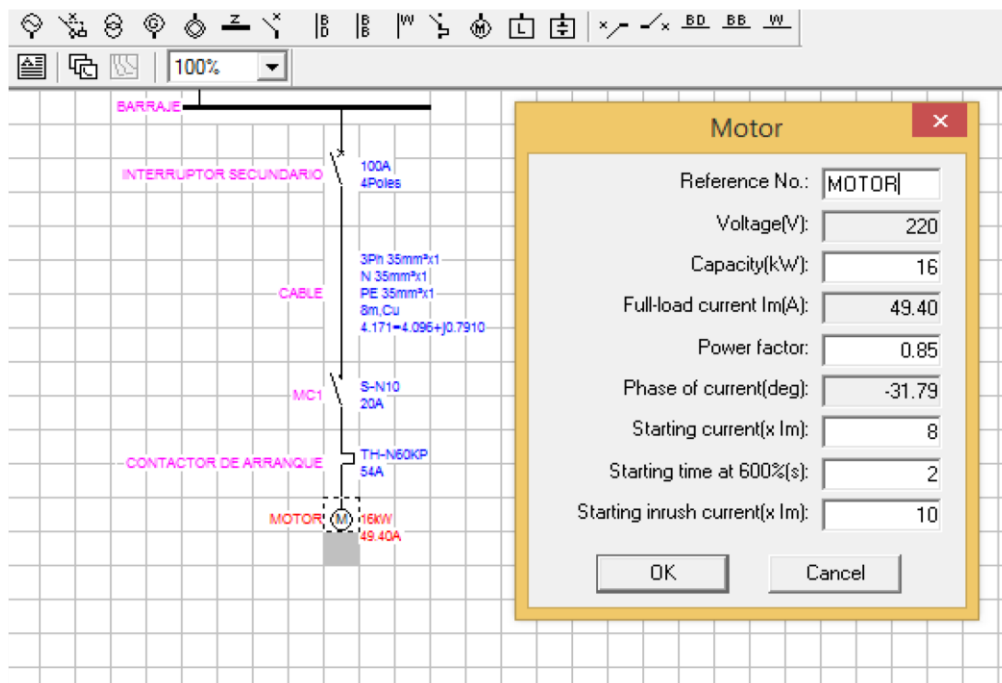 Z B D B B W M L BD BB W
100%
BARRAJE
INTERRUPTOR SECUNDARIO
100A
4Poles
CABLE
3Ph 35mm²x1
N 35mm²x1
PE 35mm²x1
8m,Cu
4.171=4.096+j0.7910
MC1
S-N10
20A
CONTACTOR DE ARRANQUE
TH-N60KP
54A
MOTOR
M
16kW
49.40A
Motor
Reference No.: MOTOR
Voltage(V): 220
Capacity(kW): 16
Full-load current Im(A): 49.40
Power factor: 0.85
Phase of current(deg): -31.79
Starting current(x Im): 8
Starting time at 600%(s): 2
Starting inrush current(x Im): 10
OK Cancel